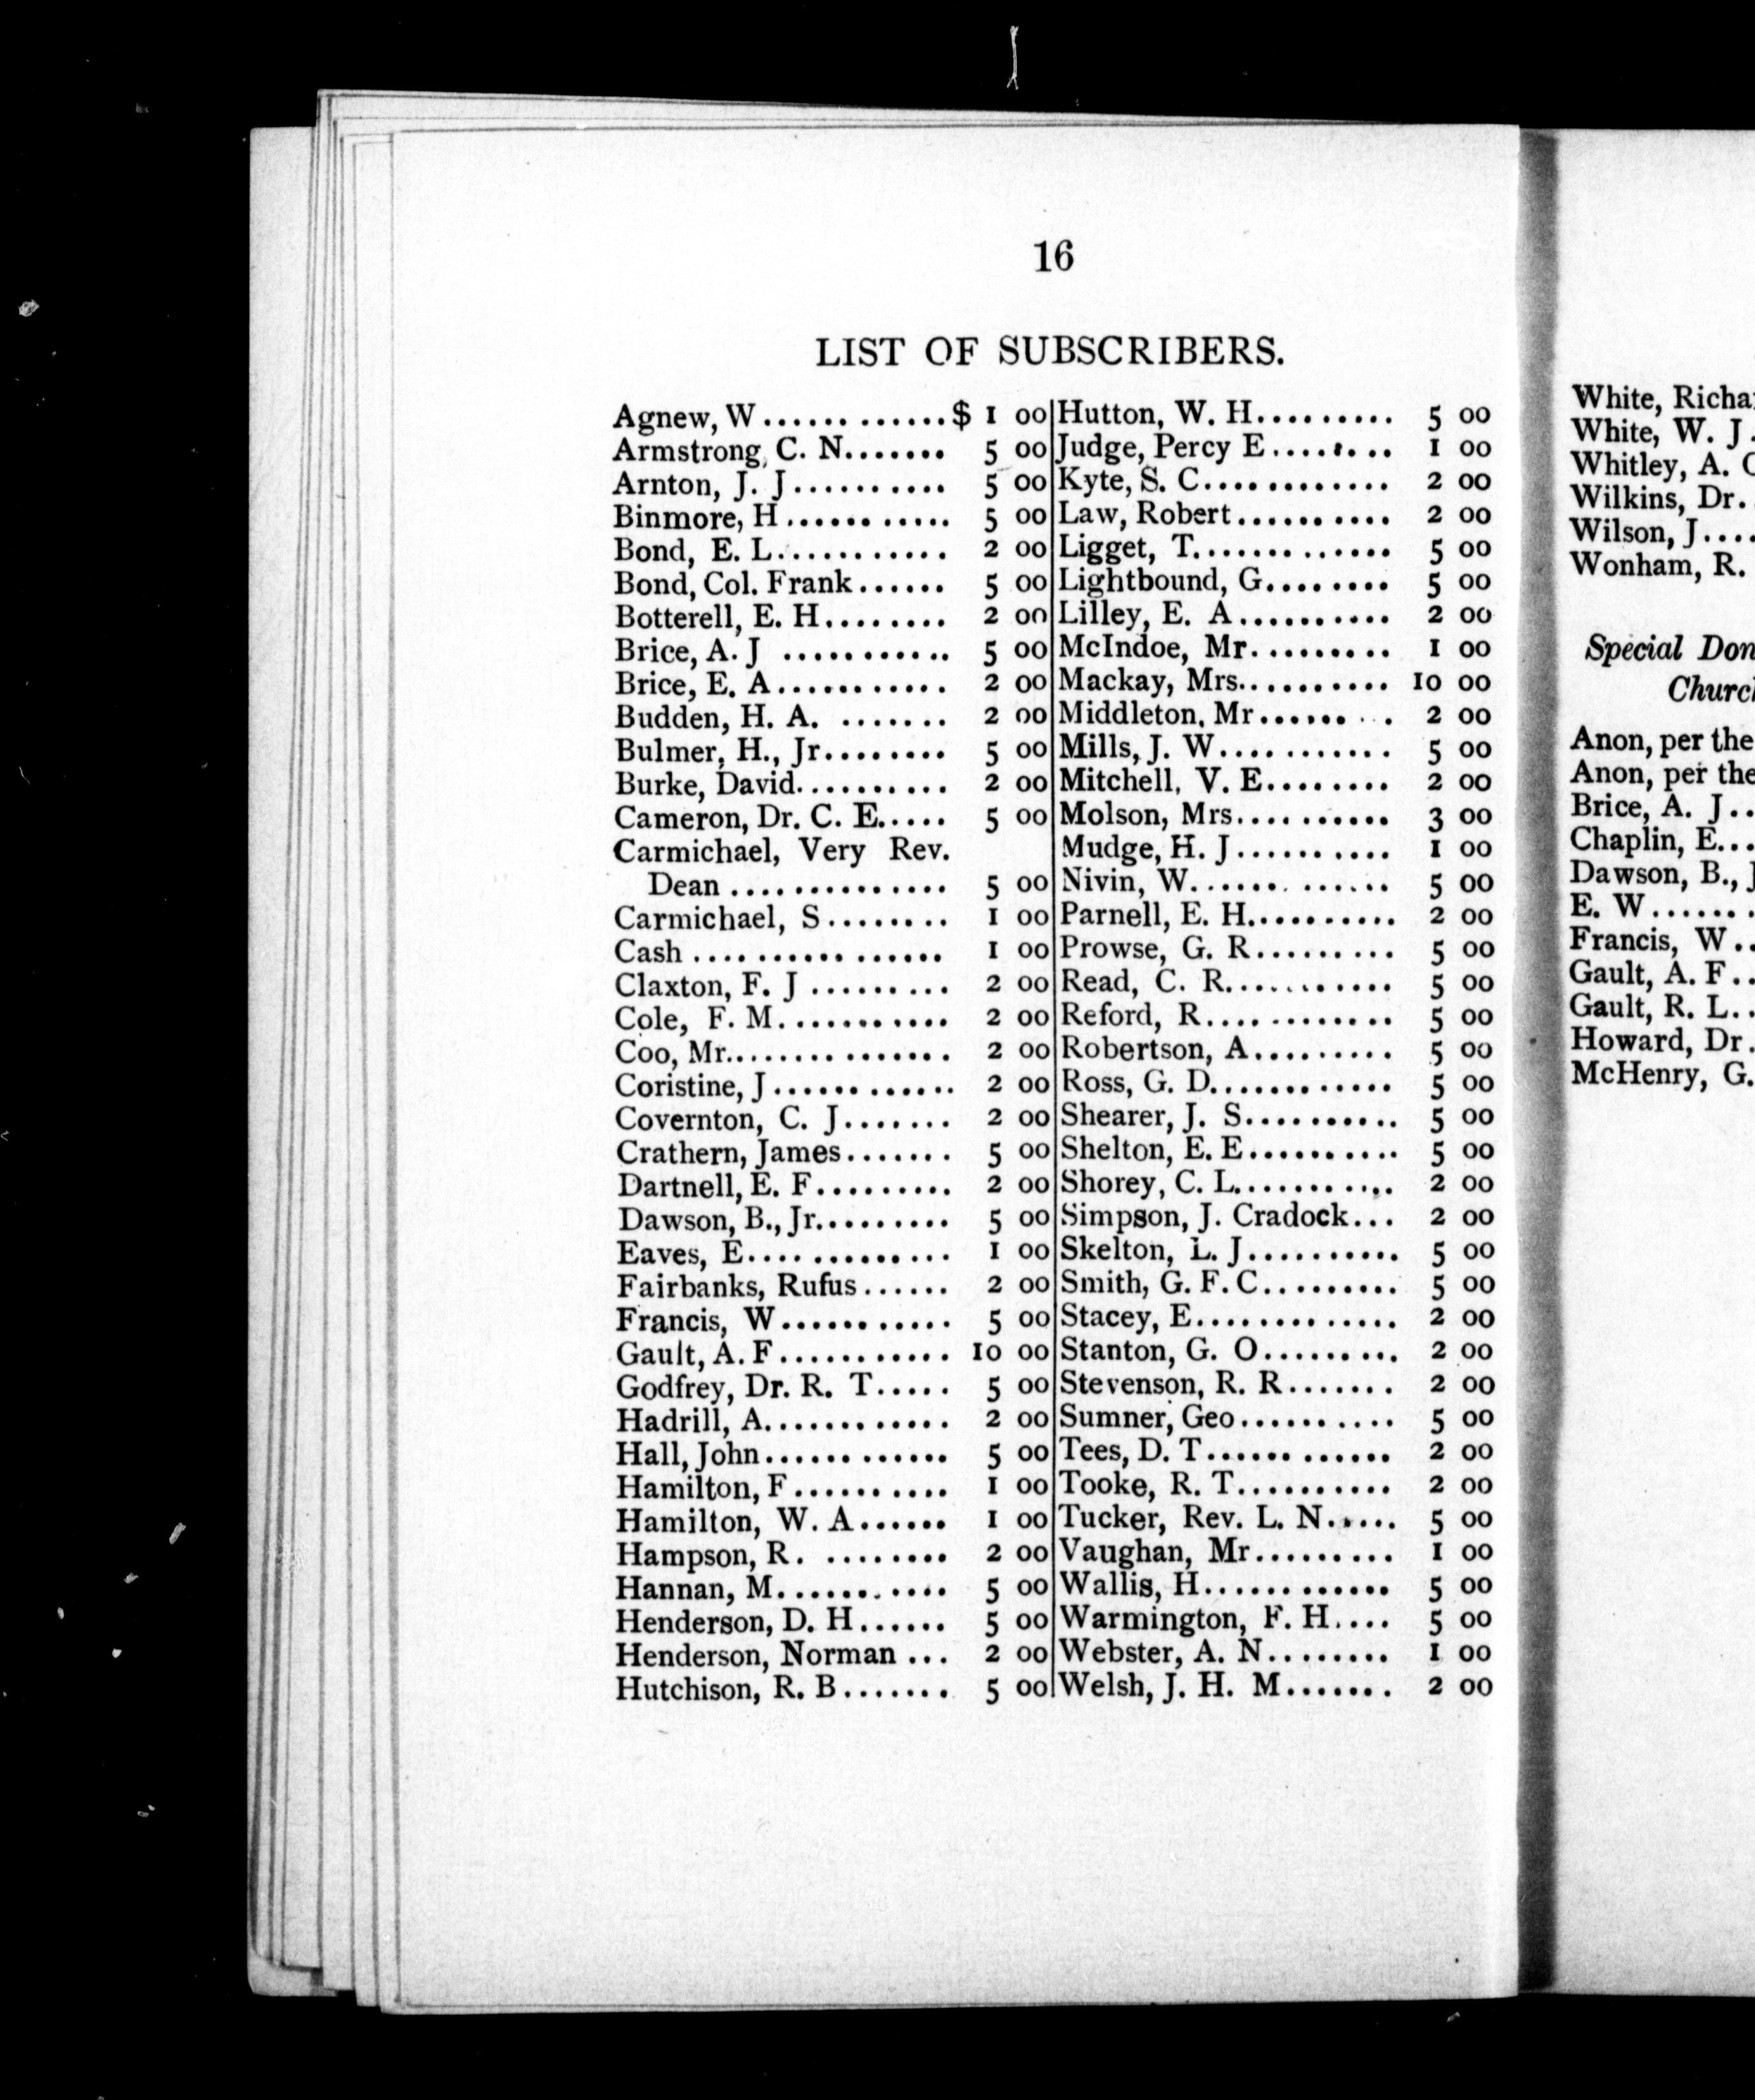 16
LIST OF SUBSCRIBERS.
Agnew, W............$ 1 00
Armstrong, C. N....... 5 00
Arnton, J. J.......... 5 00
Binmore, H........... 5 00
Bond, E. L........... 2 00
Bond, Col. Frank...... 5 00
Botterell, E. H........ 2 00
Brice, A. J ........... 5 00
Brice, E. A........... 2 00
Budden, H. A. ....... 2 00
Bulmer, H., Jr........ 5 00
Burke, David.......... 2 00
Cameron, Dr. C. E..... 5 00
Carmichael, Very Rev.
Dean .............. 5 00
Carmichael, S........ 1 00
Cash ................ 1 00
Claxton, F. J ......... 2 00
Cole, F. M........... 2 00
Coo, Mr.............. 2 00
Coristine, J............ 2 00
Covernton, C. J....... 2 00
Crathern, James....... 5 00
Dartnell, E. F......... 2 00
Dawson, B., Jr......... 5 00
Eaves, E.............. 1 00
Fairbanks, Rufus...... 2 00
Francis, W........... 5 00
Gault, A. F........... 10 00
Godfrey, Dr. R. T..... 5 00
Hadrill, A............ 2 00
Hall, John............ 5 00
Hamilton, F.......... 1 00
Hamilton, W. A...... 1 00
Hampson, R. ........ 2 00
Hannan, M........... 5 00
Henderson, D. H...... 5 00
Henderson, Norman ... 2 00
Hutchison, R. B....... 5 00
Hutton, W. H......... 5 00
Judge, Percy E........ 1 00
Kyte, S. C............ 2 00
Law, Robert.......... 2 00
Ligget, T............. 5 00
Lightbound, G........ 5 00
Lilley, E. A.......... 2 00
McIndoe, Mr......... 1 00
Mackay, Mrs.......... 10 00
Middleton, Mr........ 2 00
Mills, J. W........... 5 00
Mitchell, V. E........ 2 00
Molson, Mrs.......... 3 00
Mudge, H. J.......... 1 00
Nivin, W............. 5 00
Parnell, E. H.......... 2 00
Prowse, G. R......... 5 00
Read, C. R........... 5 00
Reford, R............ 5 00
Robertson, A......... 5 00
Ross, G. D............ 5 00
Shearer, J. S.......... 5 00
Shelton, E. E.......... 5 00
Shorey, C. L.......... 2 00
Simpson, J. Cradock... 2 00
Skelton, L. J.......... 5 00
Smith, G. F. C......... 5 00
Stacey, E............. 2 00
Stanton, G. O......... 2 00
Stevenson, R. R....... 2 00
Sumner, Geo.......... 5 00
Tees, D. T............ 2 00
Tooke, R. T.......... 2 00
Tucker, Rev. L. N..... 5 00
Vaughan, Mr......... 1 00
Wallis, H............ 5 00
Warmington, F. H.... 5 00
Webster, A. N........ 1 00
Welsh, J. H. M....... 2 00
White,
White, W. J.
Whitley, A.
Wilkins, Dr.
Wilson, J....
Wonham, R.
Special
Anon, per the
Anon, per the
Brice, A. J..
Chaplin, E...
Dawson, B.,
E. W.......
Francis, W..
Gault, A. F..
Gault, R. L..
Howard, Dr.
McHenry, G.